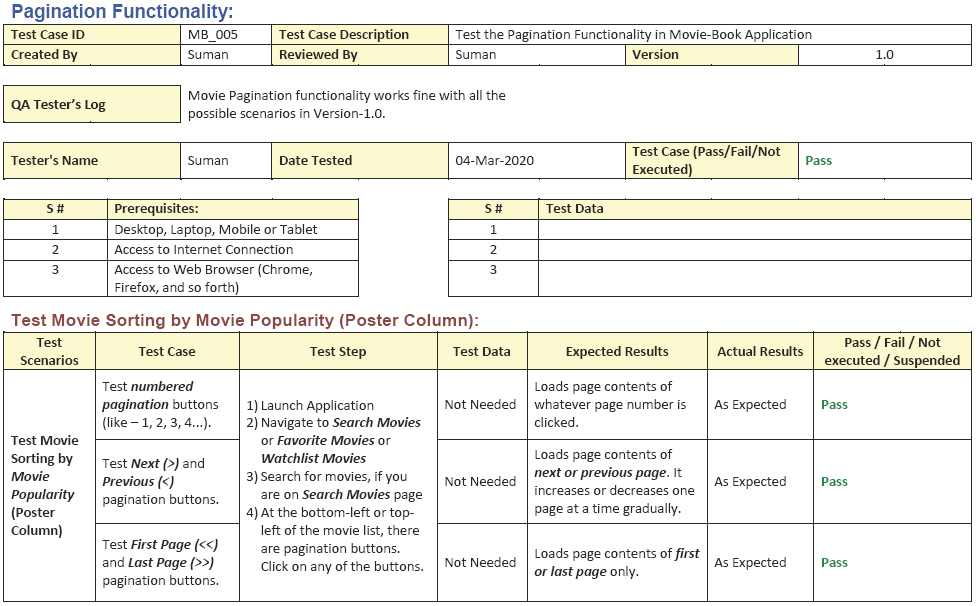 Pagination Functionality:
Test Case ID MB_005 Test Case Description Test the Pagination Functionality in Movie-Book Application
Created By Suman Reviewed By Suman Version 1.0
QA Tester's Log
Movie Pagination functionality works fine with all the
possible scenarios in Version-1.0.
Tester's Name Suman Date Tested 04-Mar-2020
Test Case (Pass/Fail/Not
Executed)
Pass
S # Prerequisites:
1 Desktop, Laptop, Mobile or Tablet
2 Access to Internet Connection
3 Access to Web Browser (Chrome,
Firefox, and so forth)
S # Test Data
1
2
3
Test Movie Sorting by Movie Popularity (Poster Column):
Test
Scenarios
Test Case
Test Step
Test Data
Expected Results
Actual Results
Pass / Fail / Not
executed / Suspended
Test Movie
Sorting by
Movie
Popularity
(Poster
Column)
Test numbered
pagination buttons
(like – 1, 2, 3, 4...).
1) Launch Application
2) Navigate to Search Movies
or Favorite Movies or
Watchlist Movies
3) Search for movies, if you
are on Search Movies page
4) At the bottom-left or top-
left of the movie list, there
are pagination buttons.
Click on any of the buttons.
Not Needed
Loads page contents of
whatever page number is
clicked.
As Expected
Pass
Test Next (>) and
Previous (<)
pagination buttons.
Not Needed
Loads page contents of
next or previous page. It
increases or decreases one
page at a time gradually.
As Expected
Pass
Test First Page (<<)
and Last Page (>>)
pagination buttons.
Not Needed
Loads page contents of first
or last page only.
As Expected
Pass